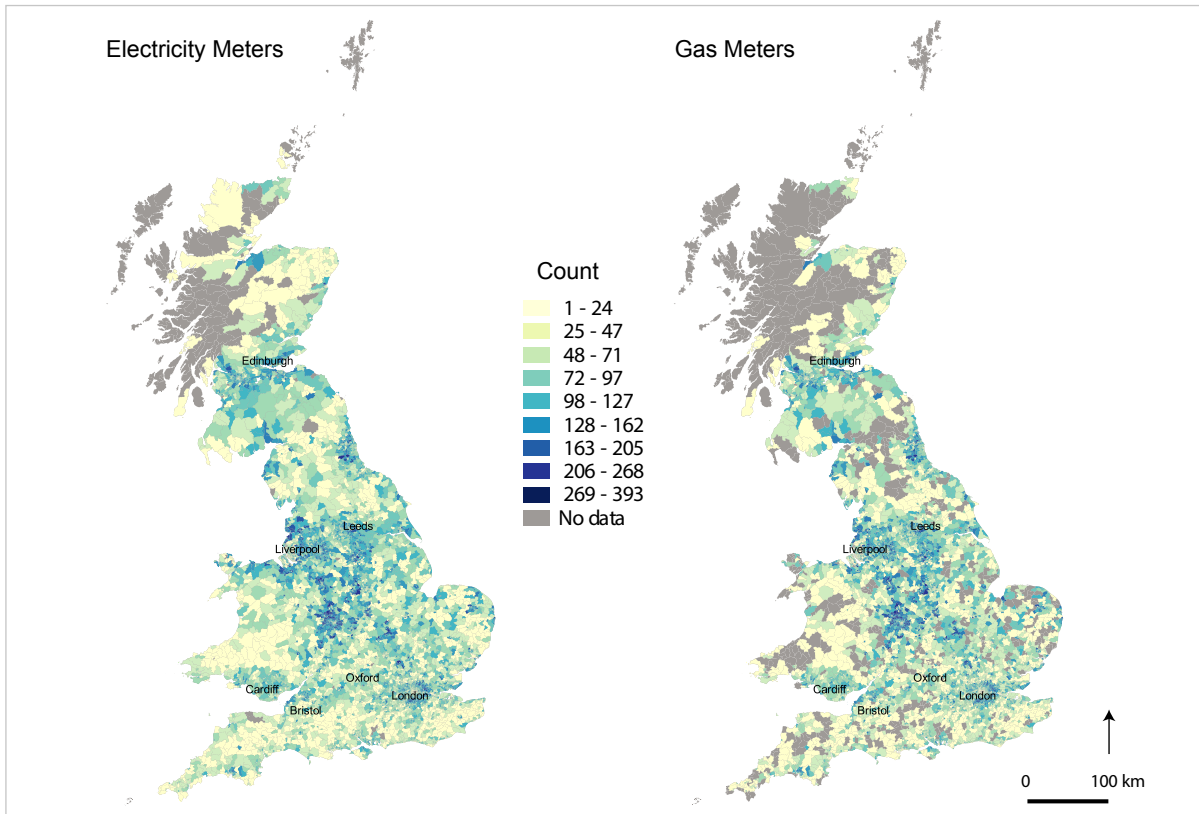 Electricity Meters
Gas Meters
Count
1 - 24
25 - 47
48 - 71
72 - 97
98 - 127
128 - 162
163 - 205
206 - 268
269 - 393
No data
Edinburgh
Leeds
Liverpool
Oxford
Cardiff
London
Bristol
Edinburgh
Leeds
Liverpool
Oxford
Cardiff
London
Bristol
0 100 km